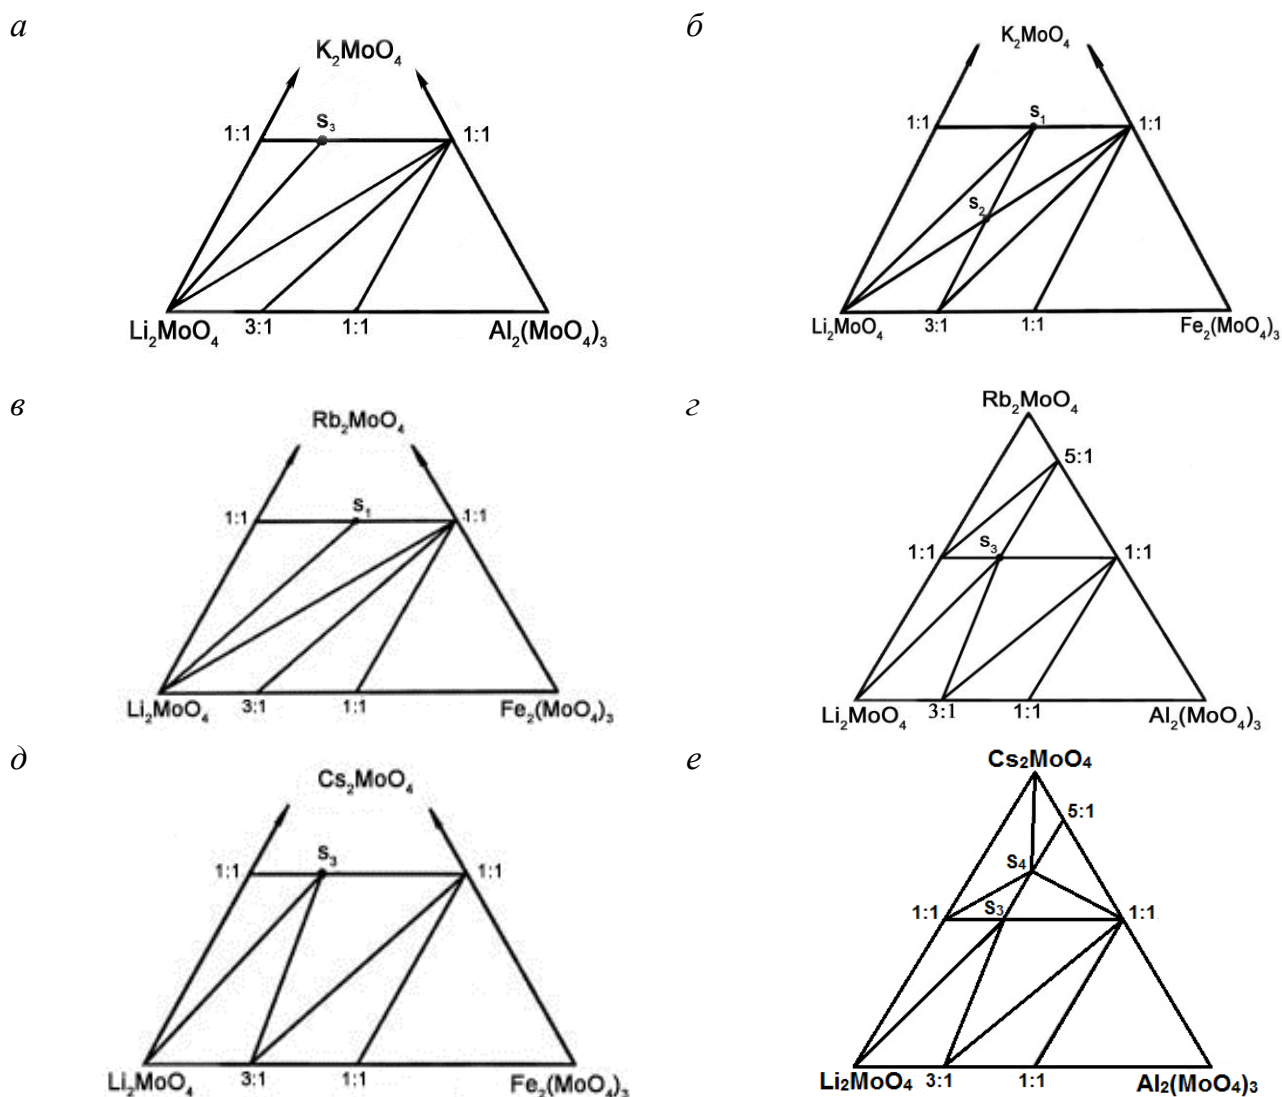 а
K₂MoO₄
1:1
S₃
1:1
Li₂MoO₄
3:1
1:1
Al₂(MoO₄)₃
б
K₂MoO₄
1:1
S₁
1:1
S₂
Li₂MoO₄
3:1
1:1
Fe₂(MoO₄)₃
в
Rb₂MoO₄
1:1
S₁
1:1
Li₂MoO₄
3:1
1:1
Fe₂(MoO₄)₃
г
Rb₂MoO₄
5:1
1:1
S₃
1:1
Li₂MoO₄
3:1
1:1
Al₂(MoO₄)₃
д
Cs₂MoO₄
1:1
S₃
1:1
Li₂MoO₄
3:1
1:1
Fe₂(MoO₄)₃
е
Cs₂MoO₄
5:1
S₄
1:1
S₃
1:1
Li₂MoO₄
3:1
1:1
Al₂(MoO₄)₃